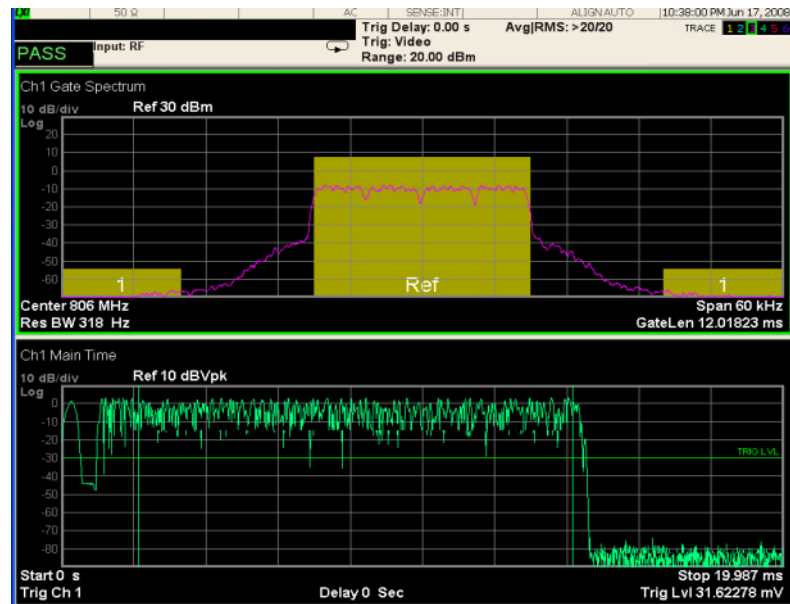 50 Ω AC SENSE:INT ALIGN AUTO 10:38:00 PM Jun 17, 2008
Trig Delay: 0.00 s Avg|RMS: >20/20 TRACE 1 2 3 4 5 6
PASS Input: RF Trig: Video
Range: 20.00 dBm
Ch1 Gate Spectrum
10 dB/div Ref 30 dBm
Log
20
10
0
-10
-20
-30
-40
-50
-60
1 Ref 1
Center 806 MHz Span 60 kHz
Res BW 318 Hz GateLen 12.01823 ms
Ch1 Main Time
10 dB/div Ref 10 dBVpk
Log
0
-10
-20
-30
TRIG LVL
-40
-50
-60
-70
-80
Start 0 s Stop 19.987 ms
Trig Ch 1 Delay 0 Sec Trig Lvl 31.62278 mV